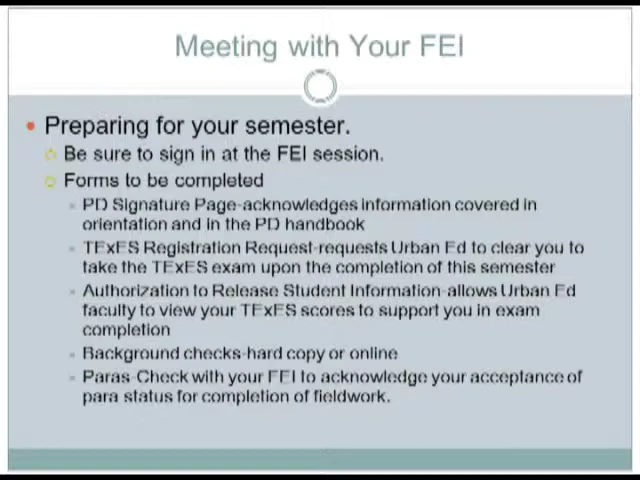 Meeting with Your FEI
Preparing for your semester.
Be sure to sign in at the FEI session.
Forms to be completed
PD Signature Page-acknowledges information covered in
orientation and in the PD handbook
TExES Registration Request-requests Urban Ed to clear you to
take the TExES exam upon the completion of this semester
Authorization to Release Student Information-allows Urban Ed
faculty to view your TExES scores to support you in exam
completion
Background checks-hard copy or online
Paras-Check with your FEI to acknowledge your acceptance of
para status for completion of fieldwork.